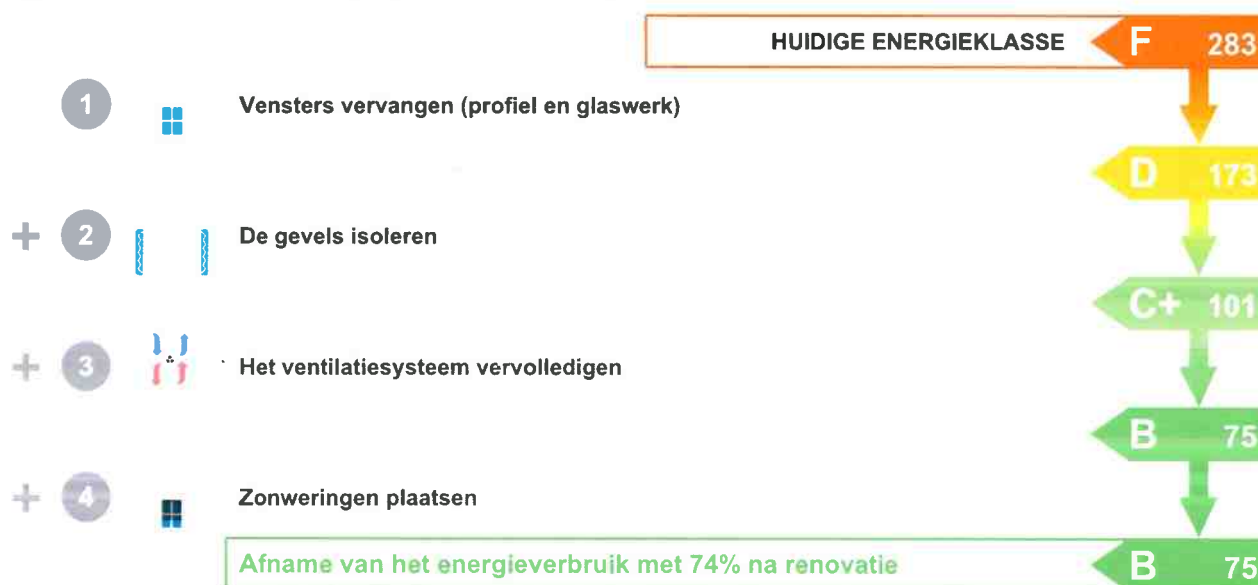 HUIDIGE ENERGIEKLASSE F 283
1 Vensters vervangen (profiel en glaswerk)
D 173
+ 2 De gevels isoleren
C+ 101
+ 3 Het ventilatiesysteem vervolledigen
B 75
+ 4 Zonweringen plaatsen
Afname van het energieverbruik met 74% na renovatie B 75